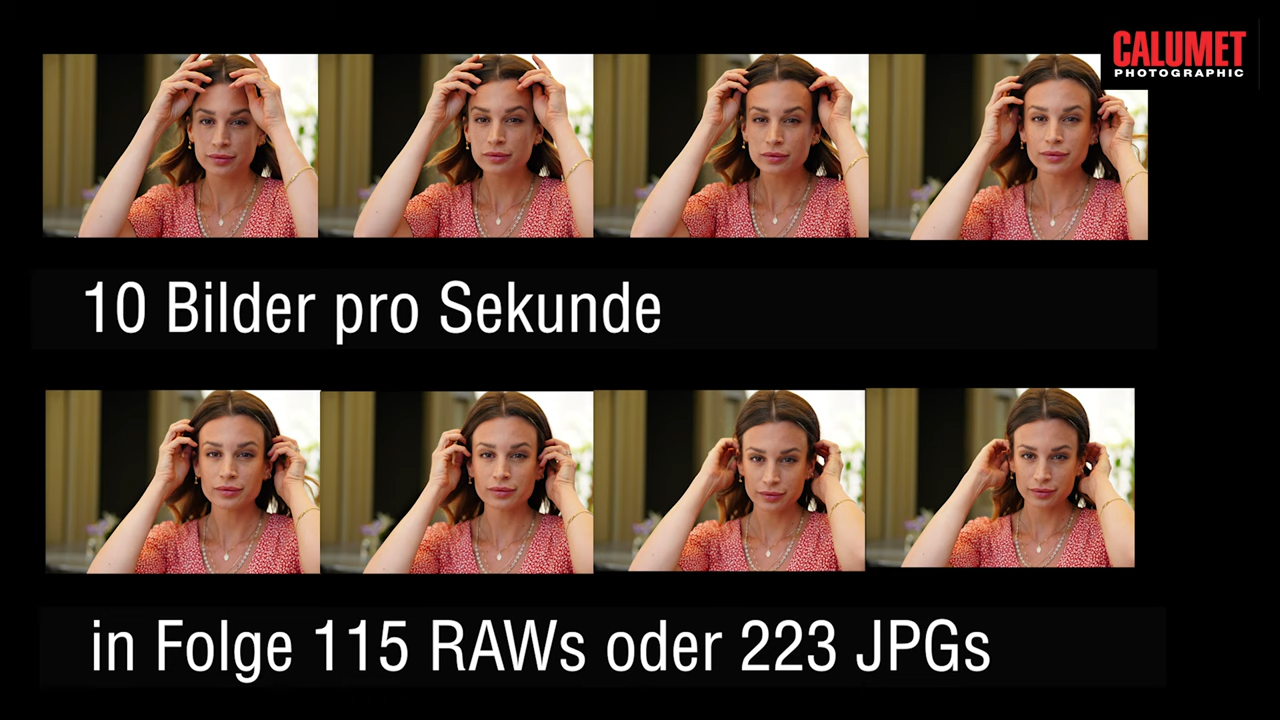 CALUMET
PHOTOGRAPHIC
10 Bilder pro Sekunde
in Folge 115 RAWs oder 223 JPGs